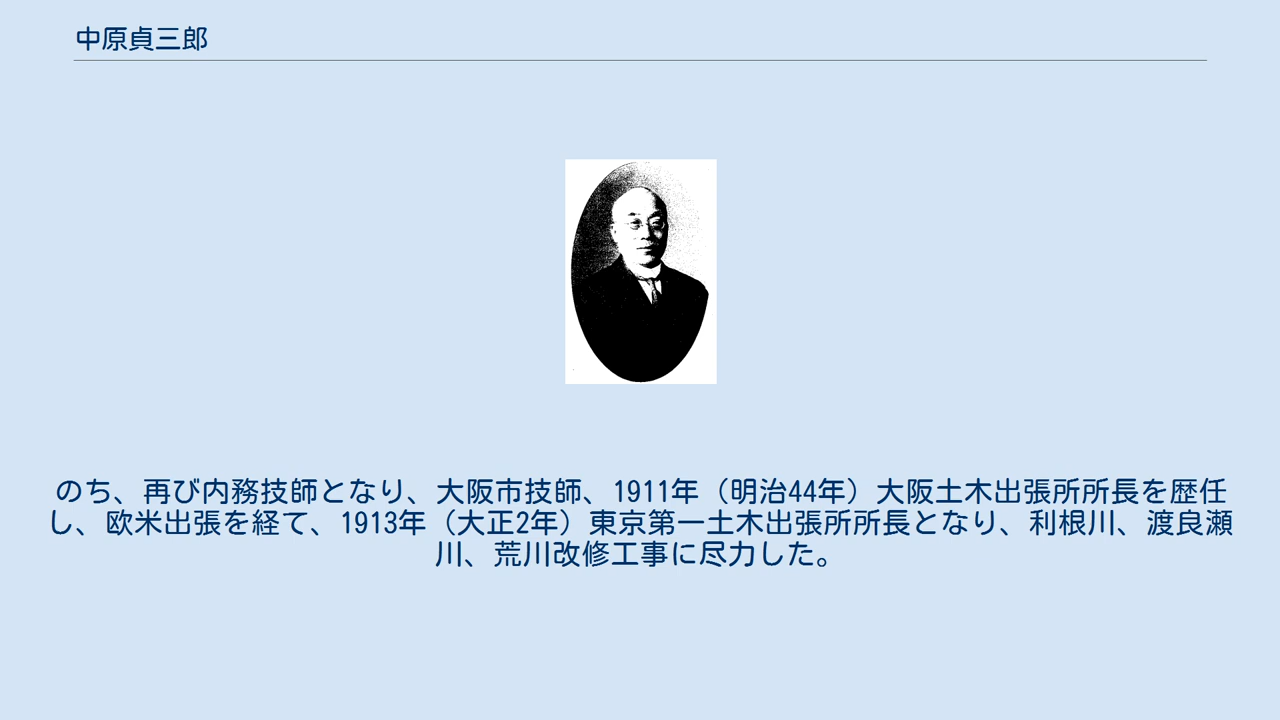 中原貞三郎
のち、再び内務技師となり、大阪市技師、1911年（明治44年）大阪土木出張所所長を歴任
し、欧米出張を経て、1913年（大正2年）東京第一土木出張所所長となり、利根川、渡良瀬
川、荒川改修工事に尽力した。